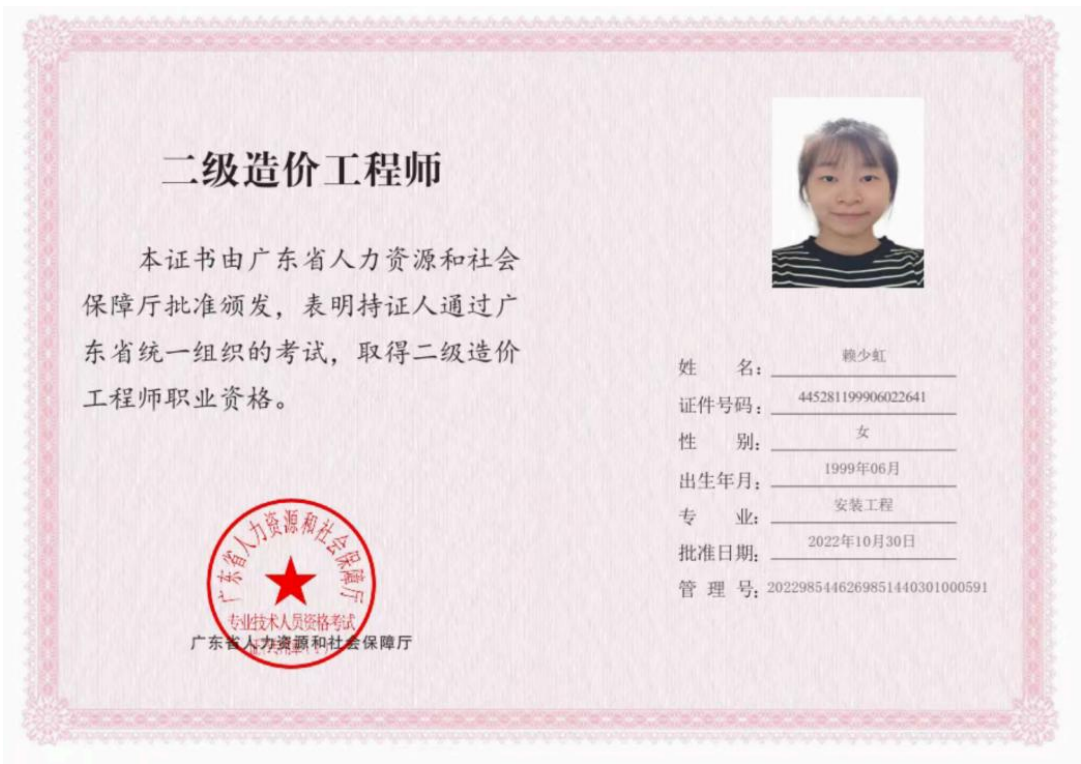 二级造价工程师
本证书由广东省人力资源和社会
保障厅批准颁发，表明持证人通过广
东省统一组织的考试，取得二级造价
工程师职业资格。
广东省人力资源和社会保障厅
专业技术人员资格考试
广东省人力资源和社会保障厅
姓 名：赖少虹
证件号码：445281199906022641
性 别：女
出生年月：1999年06月
专 业：安装工程
批准日期：2022年10月30日
管 理 号：20229854462698514403010005​91